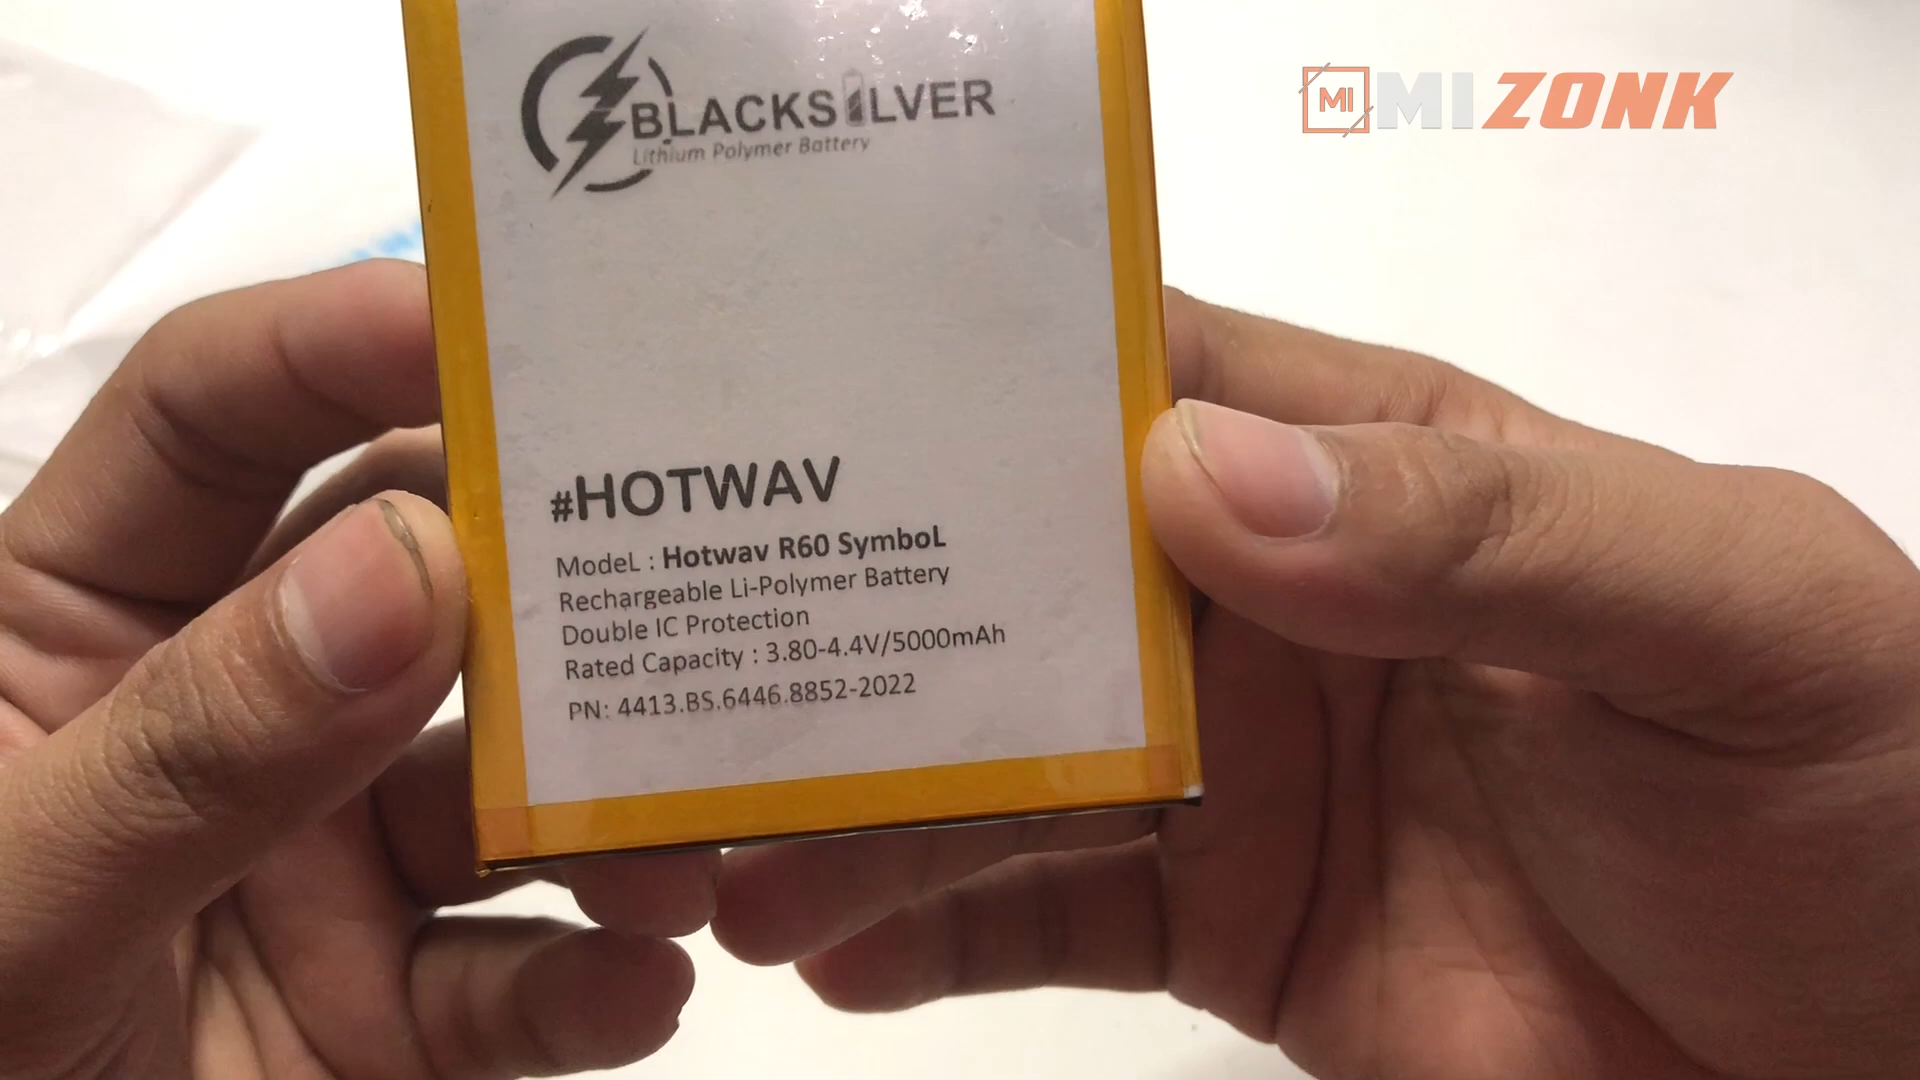 BLACKSILVER
Lithium Polymer Battery
MI MIZONK
#HOTWAV
ModeL : Hotwav R60 SymboL
Rechargeable Li-Polymer Battery
Double IC Protection
Rated Capacity : 3.80-4.4V/5000mAh
PN: 4413.BS.6446.8852-2022